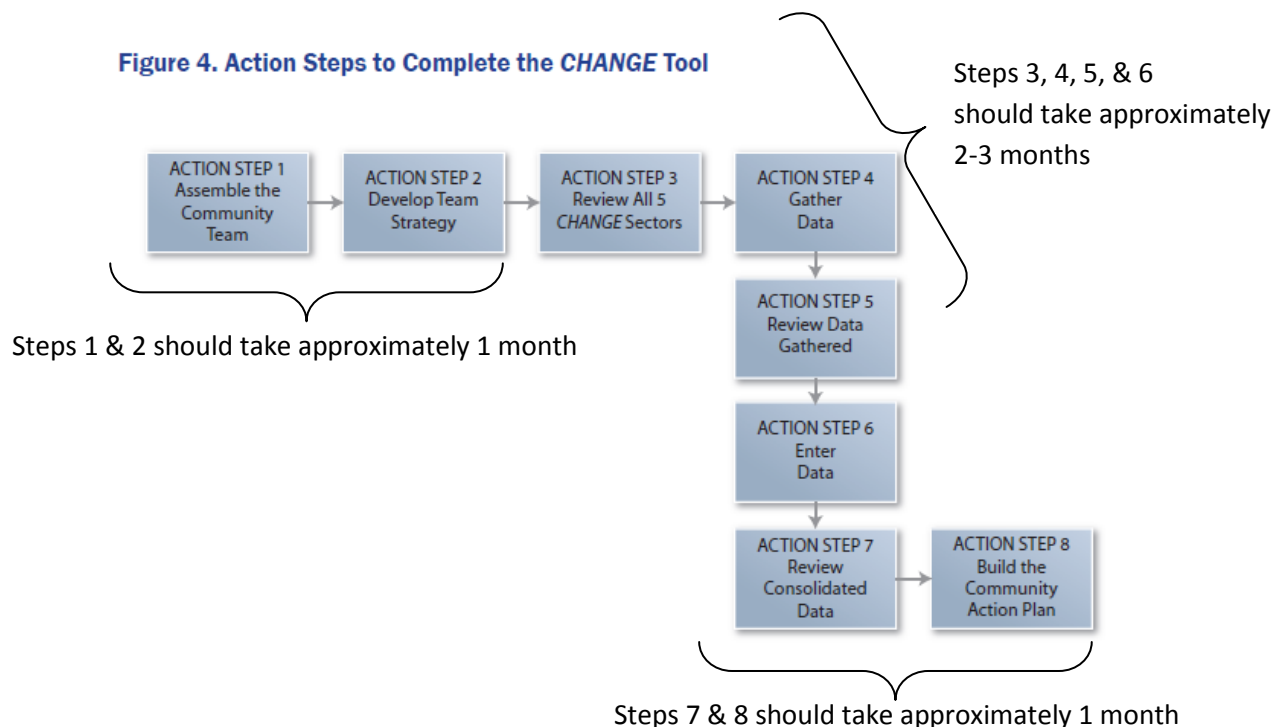 Figure 4. Action Steps to Complete the CHANGE Tool
Steps 3, 4, 5, & 6
should take approximately
2-3 months
ACTION STEP 1
Assemble the
Community
Team
ACTION STEP 2
Develop Team
Strategy
ACTION STEP 3
Review All 5
CHANGE Sectors
ACTION STEP 4
Gather
Data
Steps 1 & 2 should take approximately 1 month
ACTION STEP 5
Review Data
Gathered
ACTION STEP 6
Enter
Data
ACTION STEP 7
Review
Consolidated
Data
ACTION STEP 8
Build the
Community
Action Plan
Steps 7 & 8 should take approximately 1 month